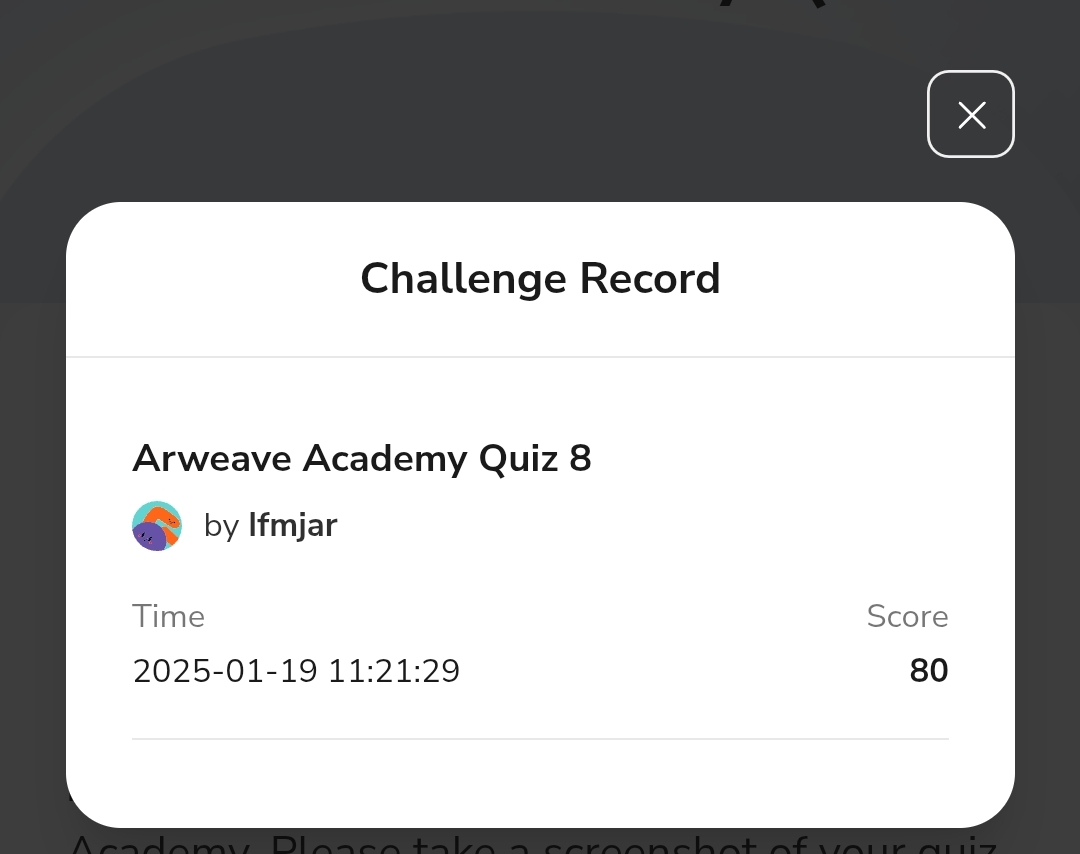 Challenge Record
Arweave Academy Quiz 8
by lfmjar
Time
Score
2025-01-19 11:21:29
80
Academy. Please take a screenshot of your quiz